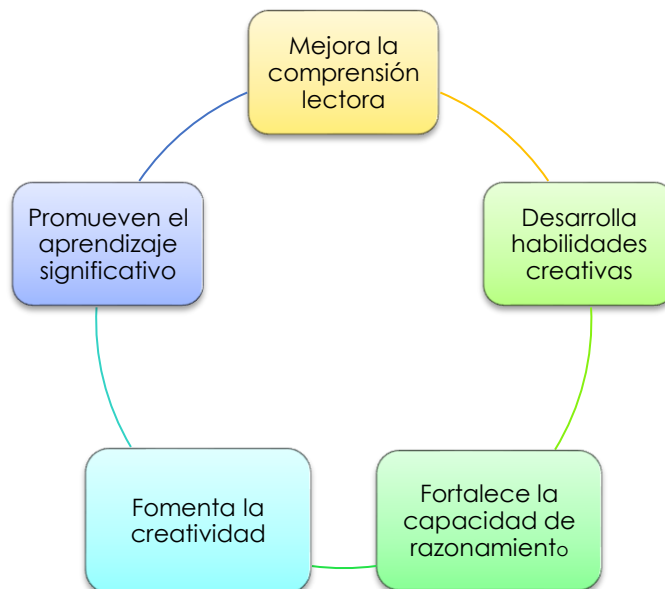 Mejora la
comprensión
lectora
Desarrolla
habilidades
creativas
Fortalece la
capacidad de
razonamiento
Fomenta la
creatividad
Promueven el
aprendizaje
significativo